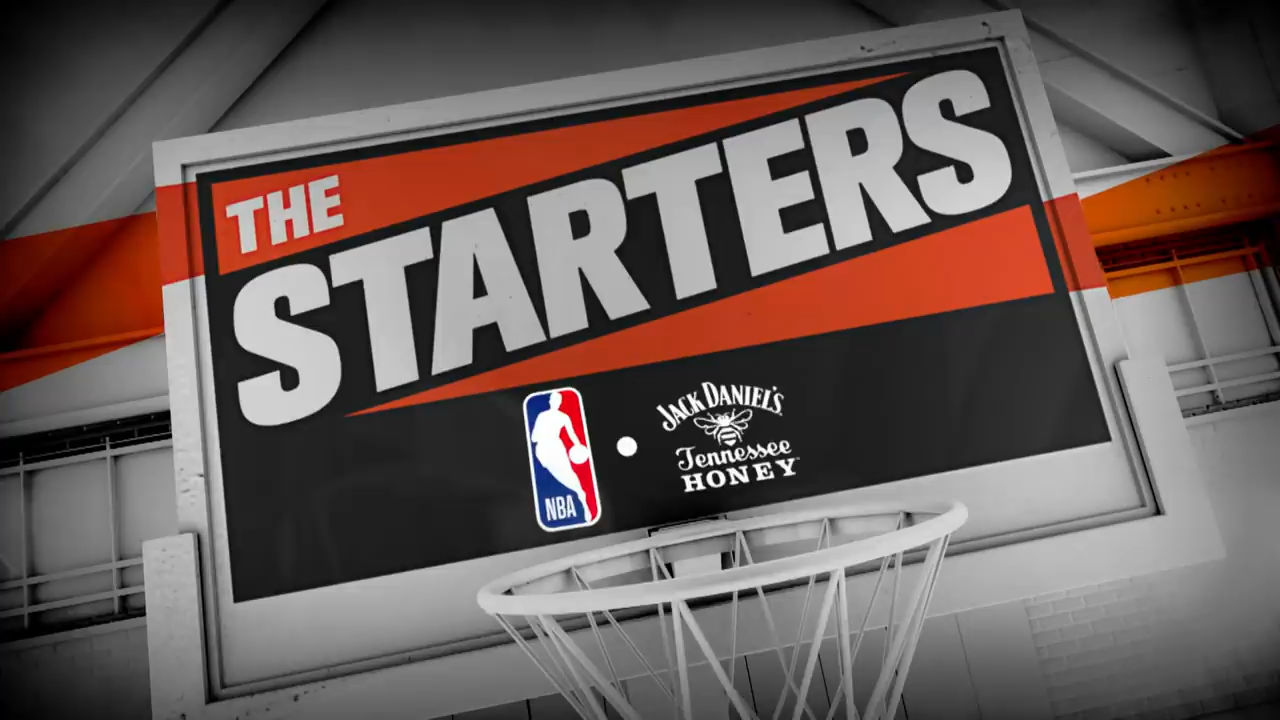 THE
STARTERS
NBA
JACK DANIEL'S
Tennessee
HONEY